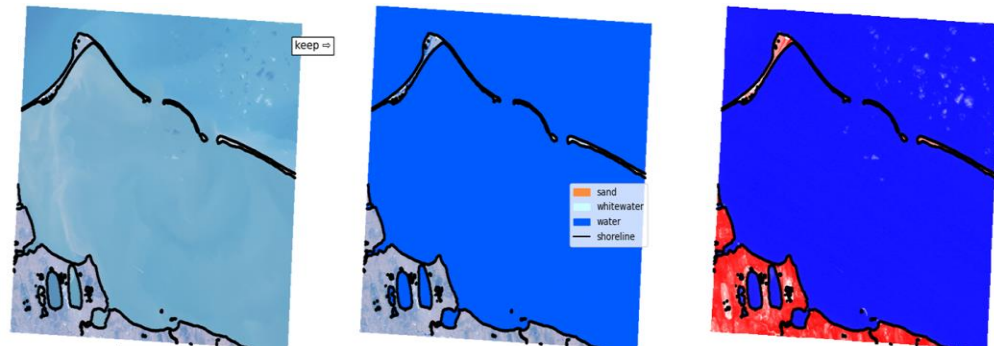 keep ⇨
sand
whitewater
water
shoreline